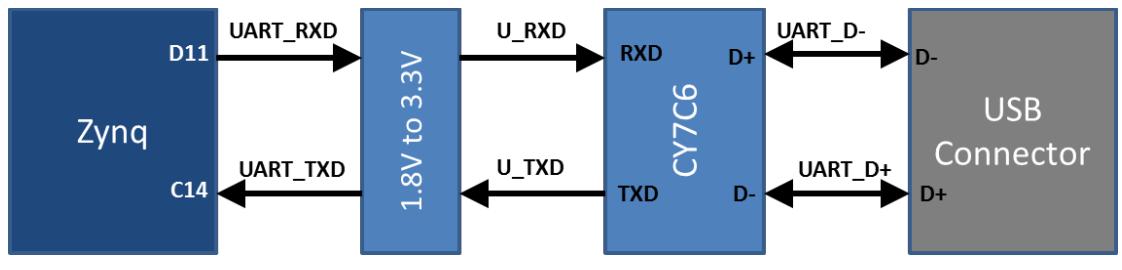 UART_RXD
U_RXD
UART_D-
D11
RXD
D+
D-
Zynq
1.8V to 3.3V
CY7C6
USB
Connector
UART_TXD
U_TXD
UART_D+
C14
TXD
D-
D+